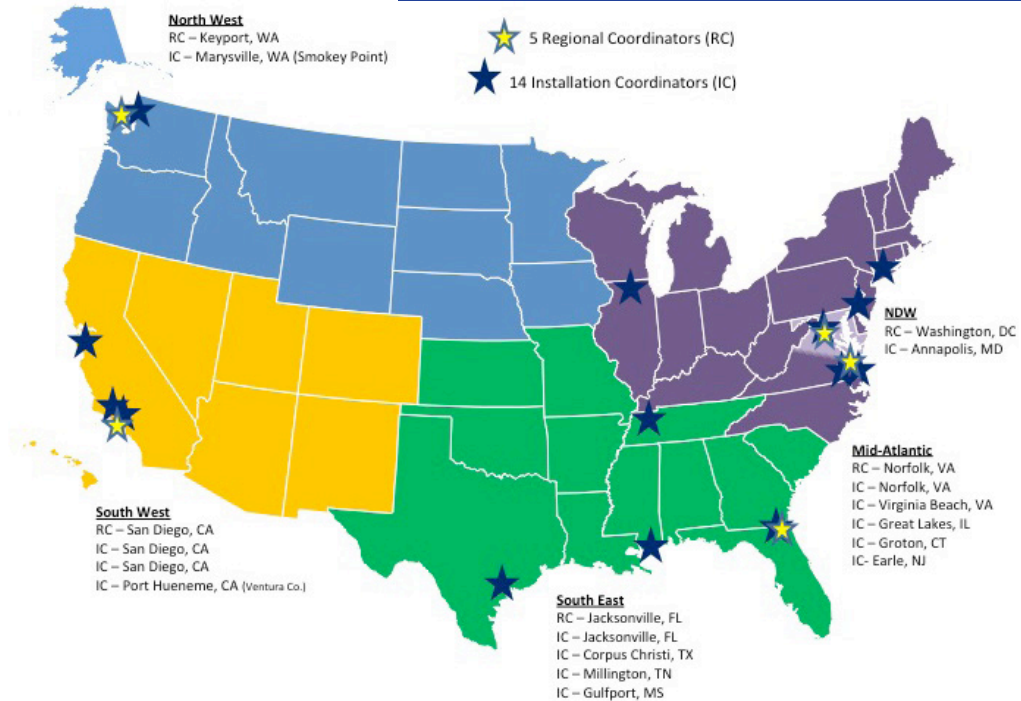 North West
RC – Keyport, WA
IC – Marysville, WA (Smokey Point)
5 Regional Coordinators (RC)
14 Installation Coordinators (IC)
NDW
RC – Washington, DC
IC – Annapolis, MD
Mid-Atlantic
RC – Norfolk, VA
IC – Norfolk, VA
IC – Virginia Beach, VA
IC – Great Lakes, IL
IC – Groton, CT
IC- Earle, NJ
South West
RC – San Diego, CA
IC – San Diego, CA
IC – San Diego, CA
IC – Port Hueneme, CA (Ventura Co.)
South East
RC – Jacksonville, FL
IC – Jacksonville, FL
IC – Corpus Christi, TX
IC – Millington, TN
IC – Gulfport, MS